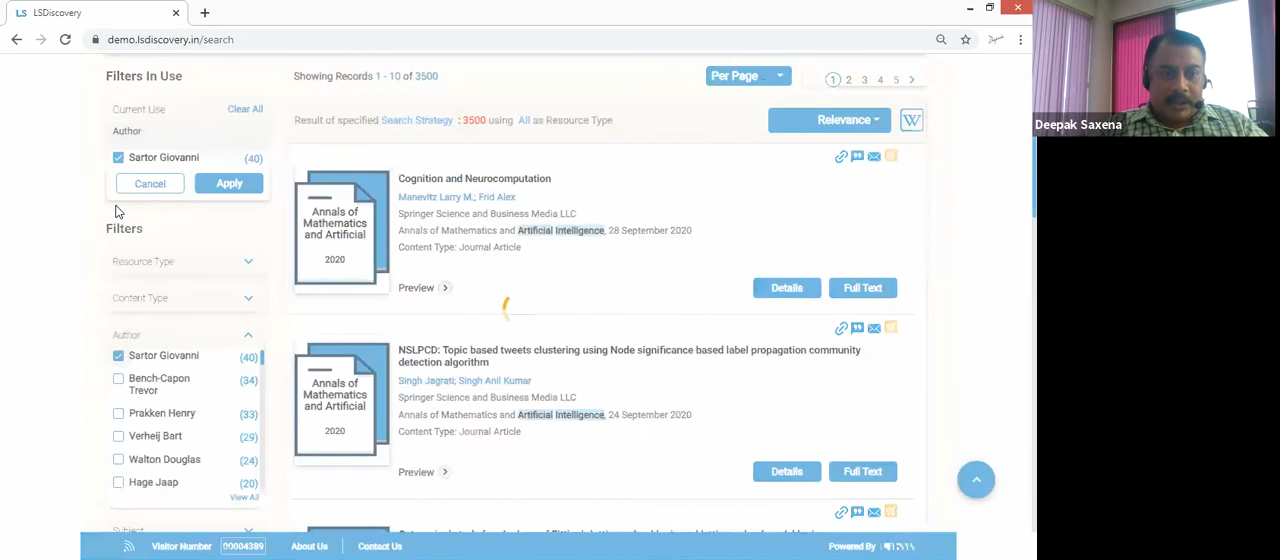 LS LSDiscovery
demo.lsdiscovery.in/search
Deepak Saxena
Filters In Use
Showing Records 1 - 10 of 3500
Per Page
1 2 3 4 5
Current Use Clear All
Author
Sartor Giovanni (40)
Cancel Apply
Result of specified Search Strategy : 3500 using All as Resource Type
Relevance
W
Filters
Resource Type
Content Type
Author
Sartor Giovanni (40)
Bench-Capon
Trevor (34)
Prakken Henry (33)
Verheij Bart (29)
Walton Douglas (24)
Hage Jaap (20)
View All
Subject
Annals of
Mathematics
and Artificial
2020
Cognition and Neurocomputation
Manevitz Larry M.; Frid Alex
Springer Science and Business Media LLC
Annals of Mathematics and Artificial Intelligence, 28 September 2020
Content Type: Journal Article
Preview
Details Full Text
Annals of
Mathematics
and Artificial
2020
NSLPCD: Topic based tweets clustering using Node significance based label propagation community
detection algorithm
Singh Jagrati; Singh Anil Kumar
Springer Science and Business Media LLC
Annals of Mathematics and Artificial Intelligence, 24 September 2020
Content Type: Journal Article
Preview
Details Full Text
Visitor Number 00004389 About Us Contact Us
Powered By